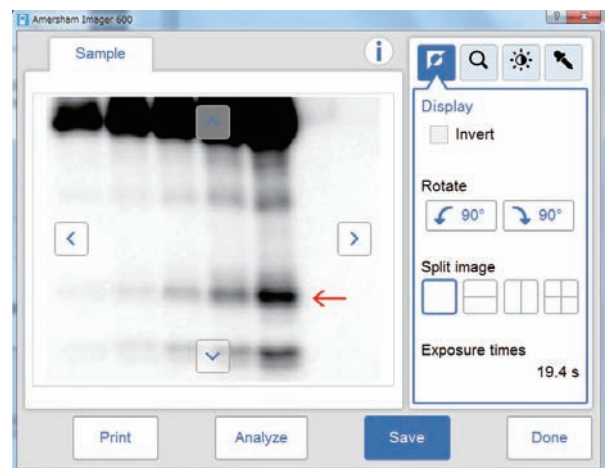 Amersham Imager 600
Sample
i
Display
Invert
Rotate
90° 90°
Split image
Exposure times
19.4 s
Print Analyze Save Done